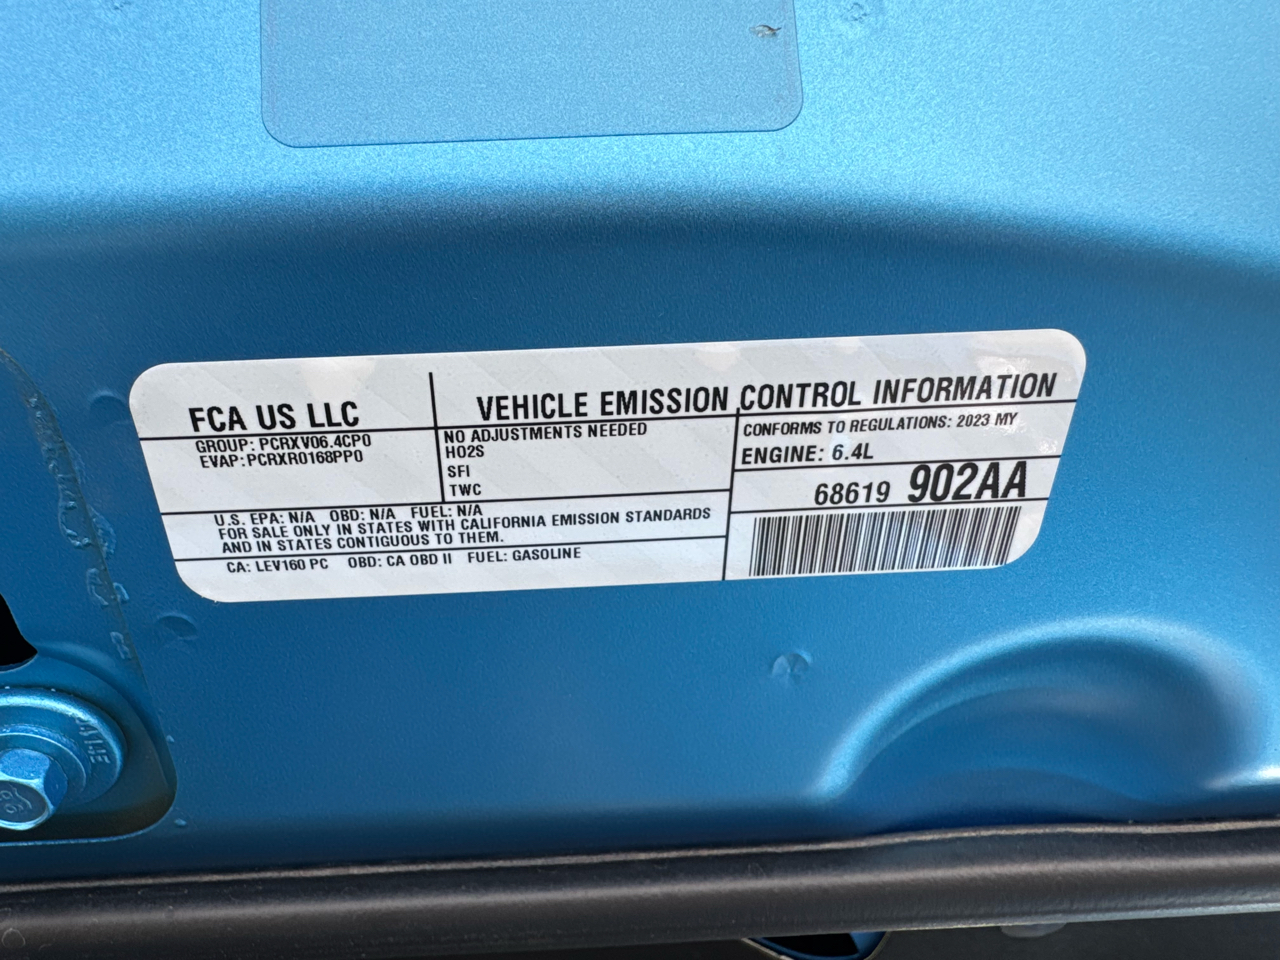 FCA US LLC
VEHICLE EMISSION CONTROL INFORMATION
GROUP: PCRXV06.4CP0
EVAP: PCRXR0168PP0
NO ADJUSTMENTS NEEDED
HO2S
SFI
TWC
CONFORMS TO REGULATIONS: 2023 MY
ENGINE: 6.4L
68619 902AA
U.S. EPA: N/A OBD: N/A FUEL: N/A
FOR SALE ONLY IN STATES WITH CALIFORNIA EMISSION STANDARDS
AND IN STATES CONTIGUOUS TO THEM.
CA: LEV160 PC OBD: CA OBD II FUEL: GASOLINE